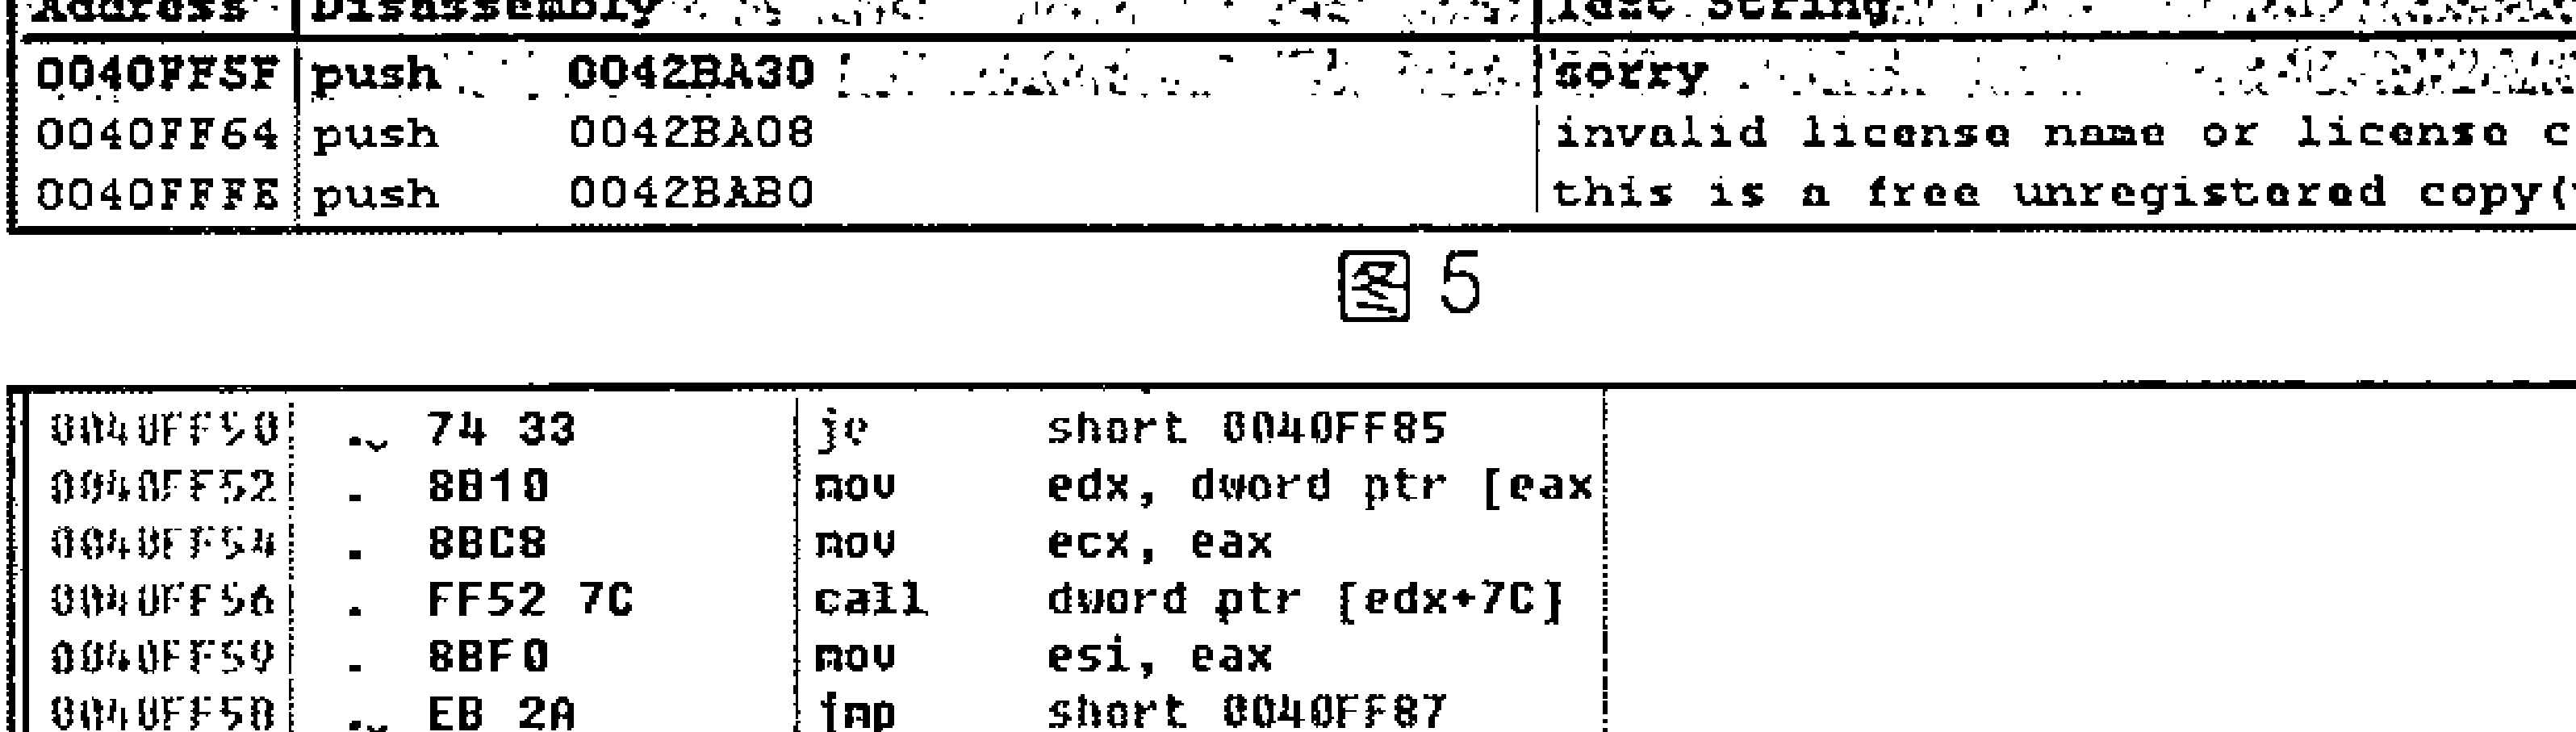 Address Disassembly Text String
0040FF5F push 0042BA30 sorry
0040FF64 push 0042BA08 invalid license name or license c
0040FFFE push 0042BAB0 this is a free unregistered copy(
图 5
0040FF50 . 74 33 je short 0040FF85
0040FF52 . 8B10 mov edx, dword ptr [eax
0040FF54 . 8BC8 mov ecx, eax
0040FF56 . FF52 7C call dword ptr [edx+7C]
0040FF59 . 8BF0 mov esi, eax
0040FF5B . EB 2A jmp short 0040FF87